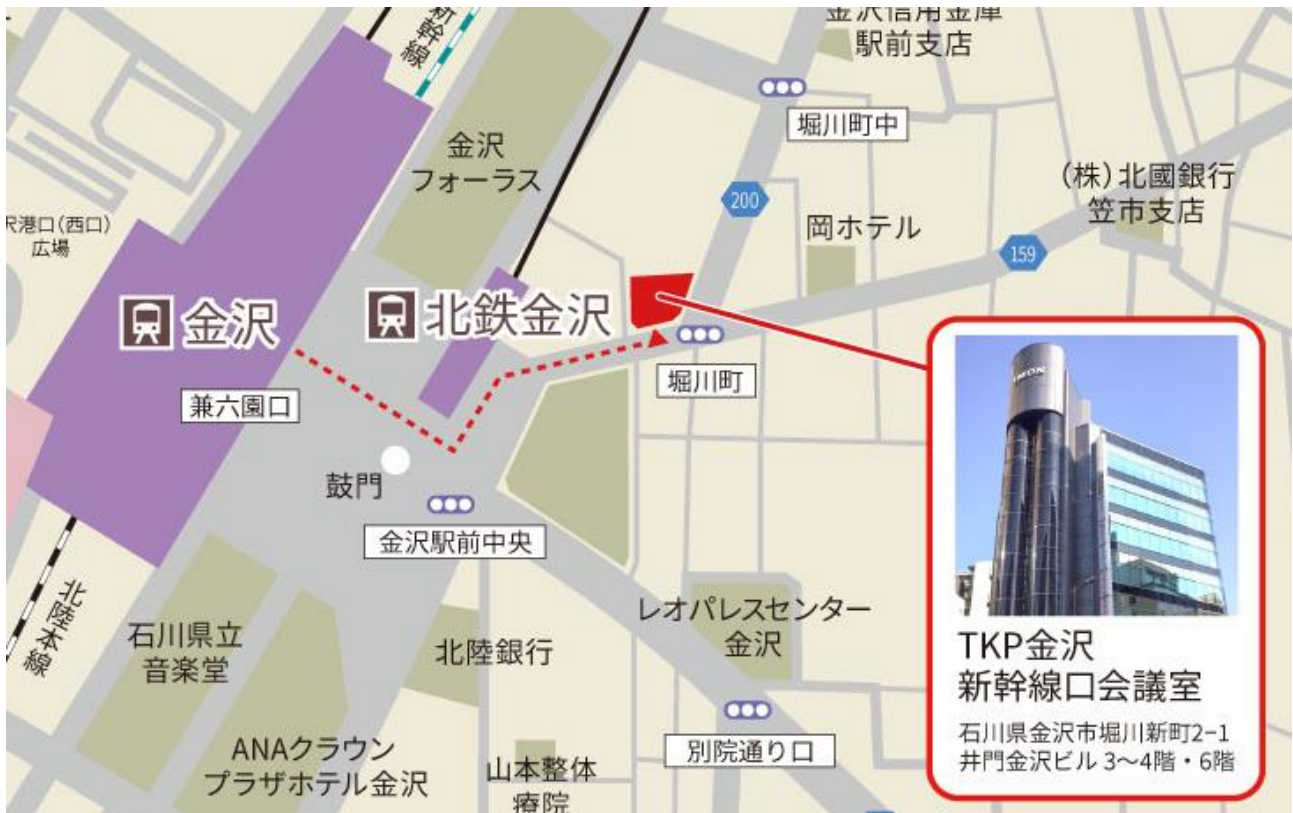 新幹線
金沢信用金庫
駅前支店
堀川町中
金沢
フォーラス
(株)北國銀行
笠市支店
200
岡ホテル
159
沢港口(西口)
広場
金沢
北鉄金沢
堀川町
兼六園口
鼓門
金沢駅前中央
北陸本線
石川県立
音楽堂
北陸銀行
レオパレスセンター
金沢
別院通り口
ANAクラウン
プラザホテル金沢
山本整体
療院
TKP金沢
新幹線口会議室
石川県金沢市堀川新町2−1
井門金沢ビル 3〜4階・6階